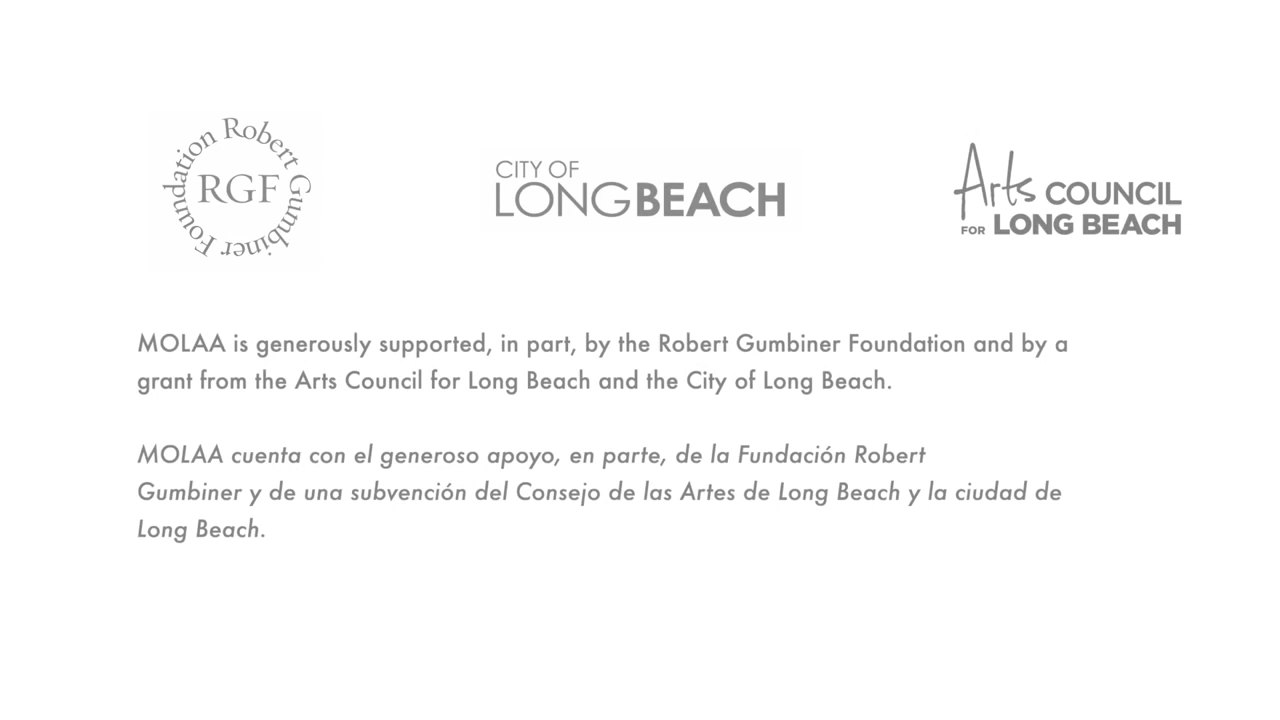 Robert Gumbiner Foundation
RGF
CITY OF
LONGBEACH
Arts COUNCIL
FOR LONG BEACH
MOLAA is generously supported, in part, by the Robert Gumbiner Foundation and by a
grant from the Arts Council for Long Beach and the City of Long Beach.
MOLAA cuenta con el generoso apoyo, en parte, de la Fundación Robert
Gumbiner y de una subvención del Consejo de las Artes de Long Beach y la ciudad de
Long Beach.